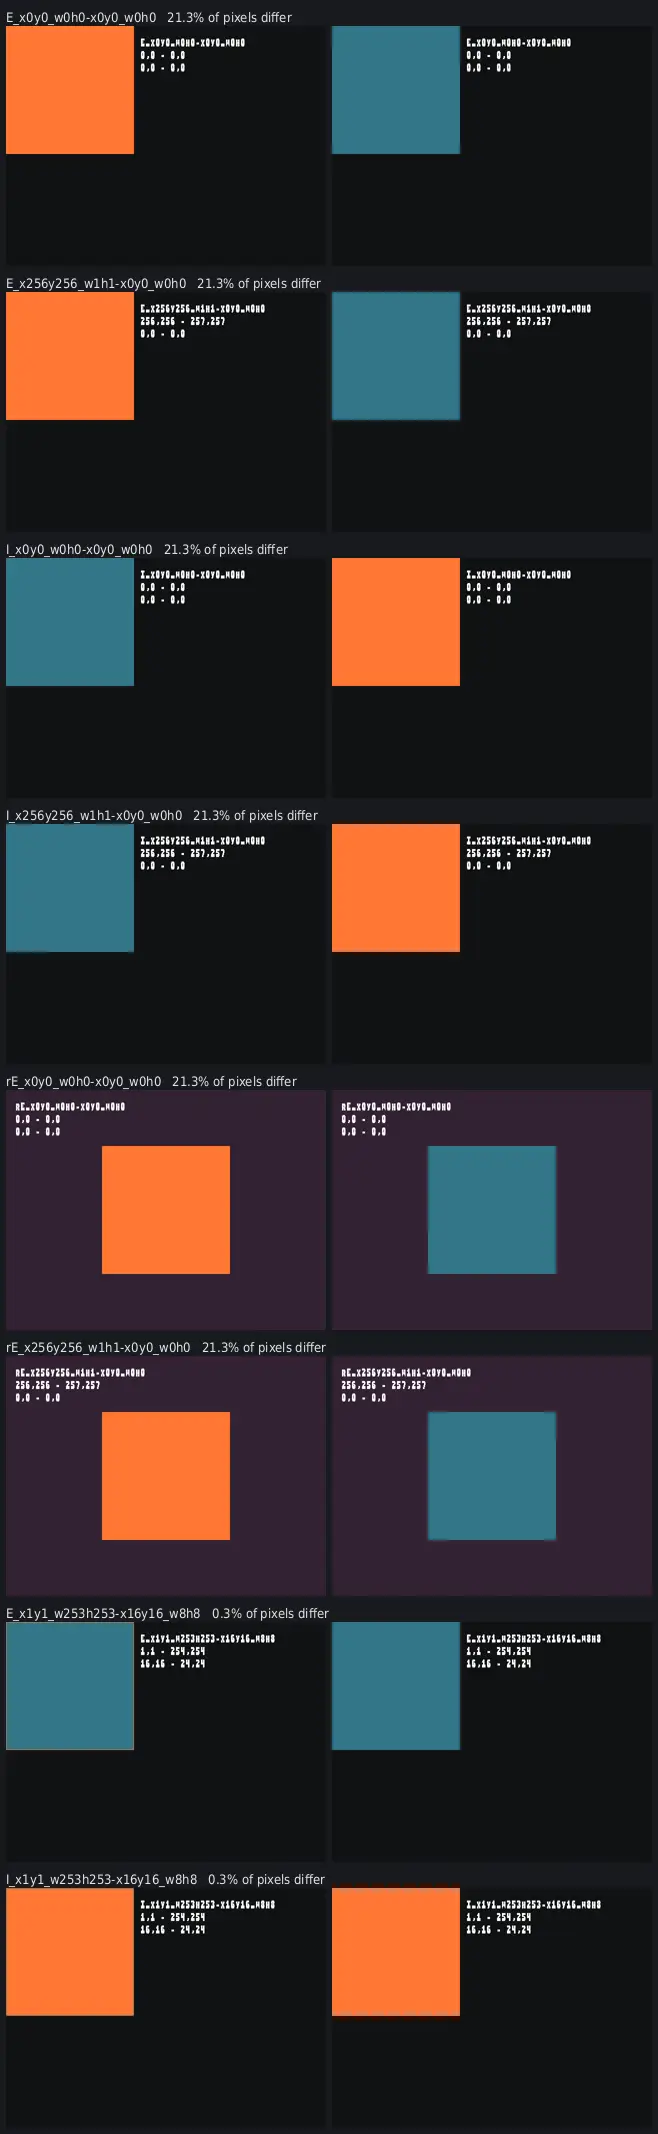 E_x0y0_w0h0-x0y0_w0h0 21.3% of pixels differ
E_X0Y0_W0H0-X0Y0_W0H0
0,0 - 0,0
0,0 - 0,0
E_X0Y0_W0H0-X0Y0_W0H0
0,0 - 0,0
0,0 - 0,0
E_x256y256_w1h1-x0y0_w0h0 21.3% of pixels differ
E_X256Y256_W1H1-X0Y0_W0H0
256,256 - 257,257
0,0 - 0,0
E_X256Y256_W1H1-X0Y0_W0H0
256,256 - 257,257
0,0 - 0,0
I_x0y0_w0h0-x0y0_w0h0 21.3% of pixels differ
I_X0Y0_W0H0-X0Y0_W0H0
0,0 - 0,0
0,0 - 0,0
I_X0Y0_W0H0-X0Y0_W0H0
0,0 - 0,0
0,0 - 0,0
I_x256y256_w1h1-x0y0_w0h0 21.3% of pixels differ
I_X256Y256_W1H1-X0Y0_W0H0
256,256 - 257,257
0,0 - 0,0
I_X256Y256_W1H1-X0Y0_W0H0
256,256 - 257,257
0,0 - 0,0
rE_x0y0_w0h0-x0y0_w0h0 21.3% of pixels differ
RE_X0Y0_W0H0-X0Y0_W0H0
0,0 - 0,0
0,0 - 0,0
RE_X0Y0_W0H0-X0Y0_W0H0
0,0 - 0,0
0,0 - 0,0
rE_x256y256_w1h1-x0y0_w0h0 21.3% of pixels differ
RE_X256Y256_W1H1-X0Y0_W0H0
256,256 - 257,257
0,0 - 0,0
RE_X256Y256_W1H1-X0Y0_W0H0
256,256 - 257,257
0,0 - 0,0
E_x1y1_w253h253-x16y16_w8h8 0.3% of pixels differ
E_X1Y1_W253H253-X16Y16_W8H8
1,1 - 254,254
16,16 - 24,24
E_X1Y1_W253H253-X16Y16_W8H8
1,1 - 254,254
16,16 - 24,24
I_x1y1_w253h253-x16y16_w8h8 0.3% of pixels differ
I_X1Y1_W253H253-X16Y16_W8H8
1,1 - 254,254
16,16 - 24,24
I_X1Y1_W253H253-X16Y16_W8H8
1,1 - 254,254
16,16 - 24,24